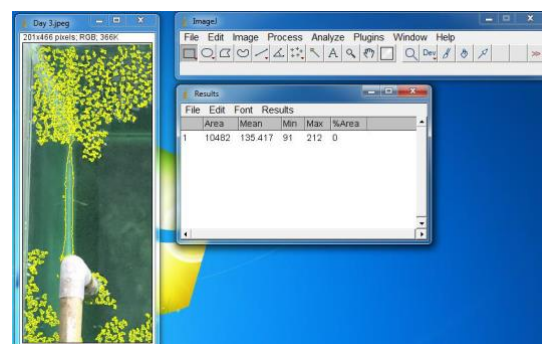 Day 3.jpeg
201x466 pixels; RGB; 366K
ImageJ
File Edit Image Process Analyze Plugins Window Help
A Dev
Results
File Edit Font Results
Area Mean Min Max %Area
1 10482 135.417 91 212 0